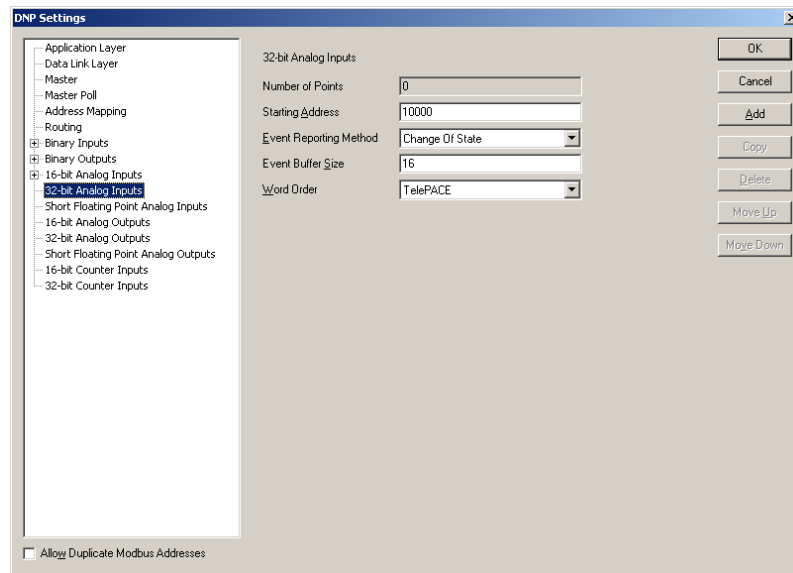 DNP Settings
Application Layer
Data Link Layer
Master
Master Poll
Address Mapping
Routing
Binary Inputs
Binary Outputs
16-bit Analog Inputs
32-bit Analog Inputs
Short Floating Point Analog Inputs
16-bit Analog Outputs
32-bit Analog Outputs
Short Floating Point Analog Outputs
16-bit Counter Inputs
32-bit Counter Inputs
Allow Duplicate Modbus Addresses
32-bit Analog Inputs
Number of Points 0
Starting Address 10000
Event Reporting Method Change Of State
Event Buffer Size 16
Word Order TelePACE
OK
Cancel
Add
Copy
Delete
Move Up
Move Down